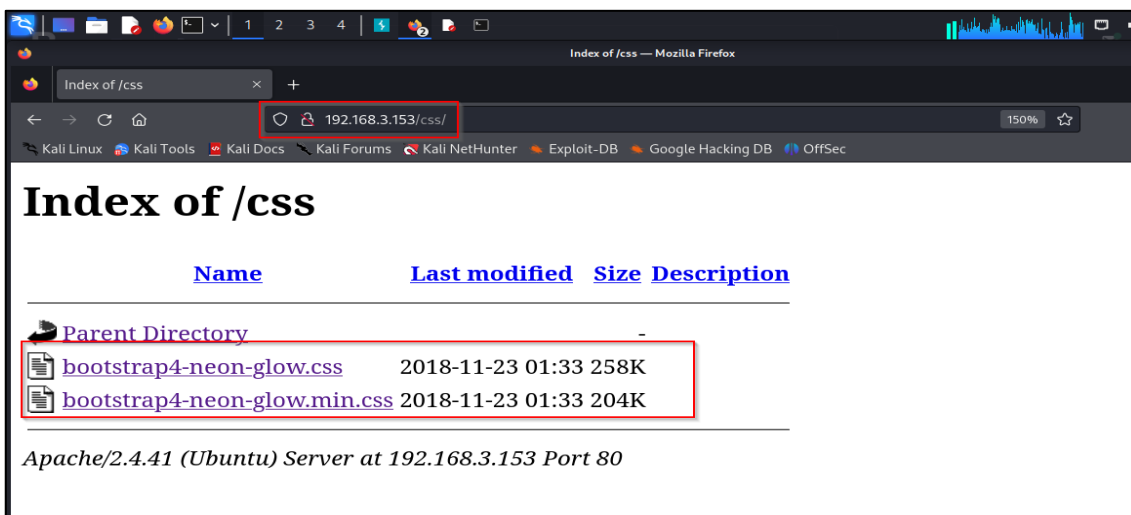 1 2 3 4
Index of /css — Mozilla Firefox
Index of /css
192.168.3.153/css/
150%
Kali Linux Kali Tools Kali Docs Kali Forums Kali NetHunter Exploit-DB Google Hacking DB OffSec
Index of /css
Name Last modified Size Description
Parent Directory -
bootstrap4-neon-glow.css 2018-11-23 01:33 258K
bootstrap4-neon-glow.min.css 2018-11-23 01:33 204K
Apache/2.4.41 (Ubuntu) Server at 192.168.3.153 Port 80